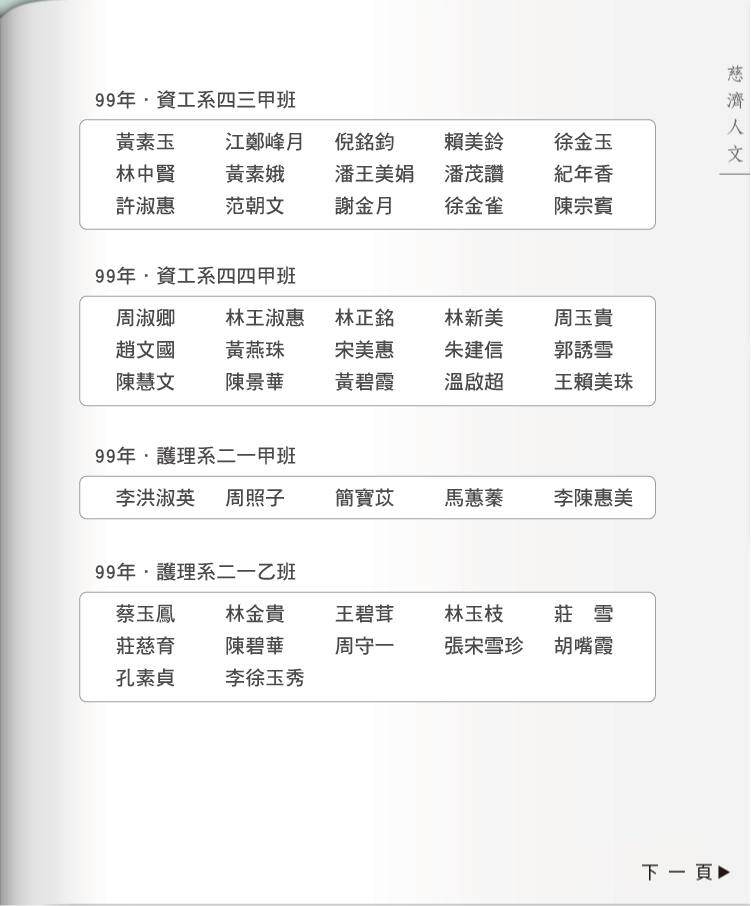 慈濟人文
99年．資工系四三甲班
黃素玉 江鄭峰月 倪銘鈞 賴美鈴 徐金玉
林中賢 黃素娥 潘王美娟 潘茂讚 紀年香
許淑惠 范朝文 謝金月 徐金雀 陳宗賓
99年．資工系四四甲班
周淑卿 林王淑惠 林正銘 林新美 周玉貴
趙文國 黃燕珠 宋美惠 朱建信 郭誘雪
陳慧文 陳景華 黃碧霞 溫啟超 王賴美珠
99年．護理系二一甲班
李洪淑英 周照子 簡寶苡 馬蕙蓁 李陳惠美
99年．護理系二一乙班
蔡玉鳳 林金貴 王碧茸 林玉枝 莊　雪
莊慈育 陳碧華 周守一 張宋雪珍 胡嘴霞
孔素貞 李徐玉秀
下一頁▶